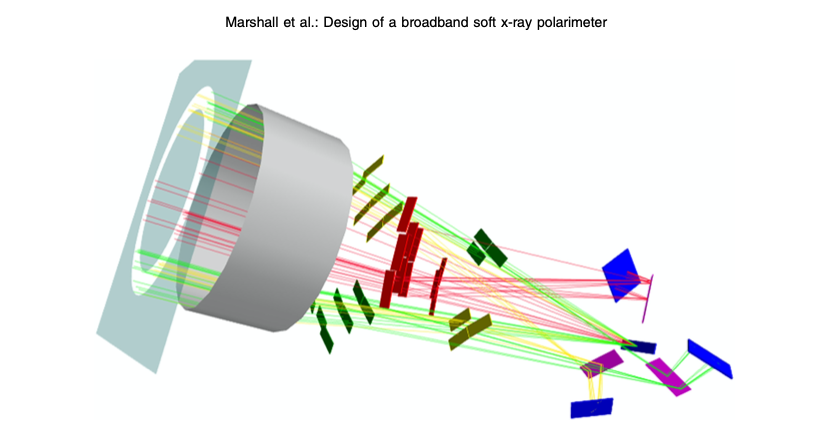 Marshall et al.: Design of a broadband soft x-ray polarimeter